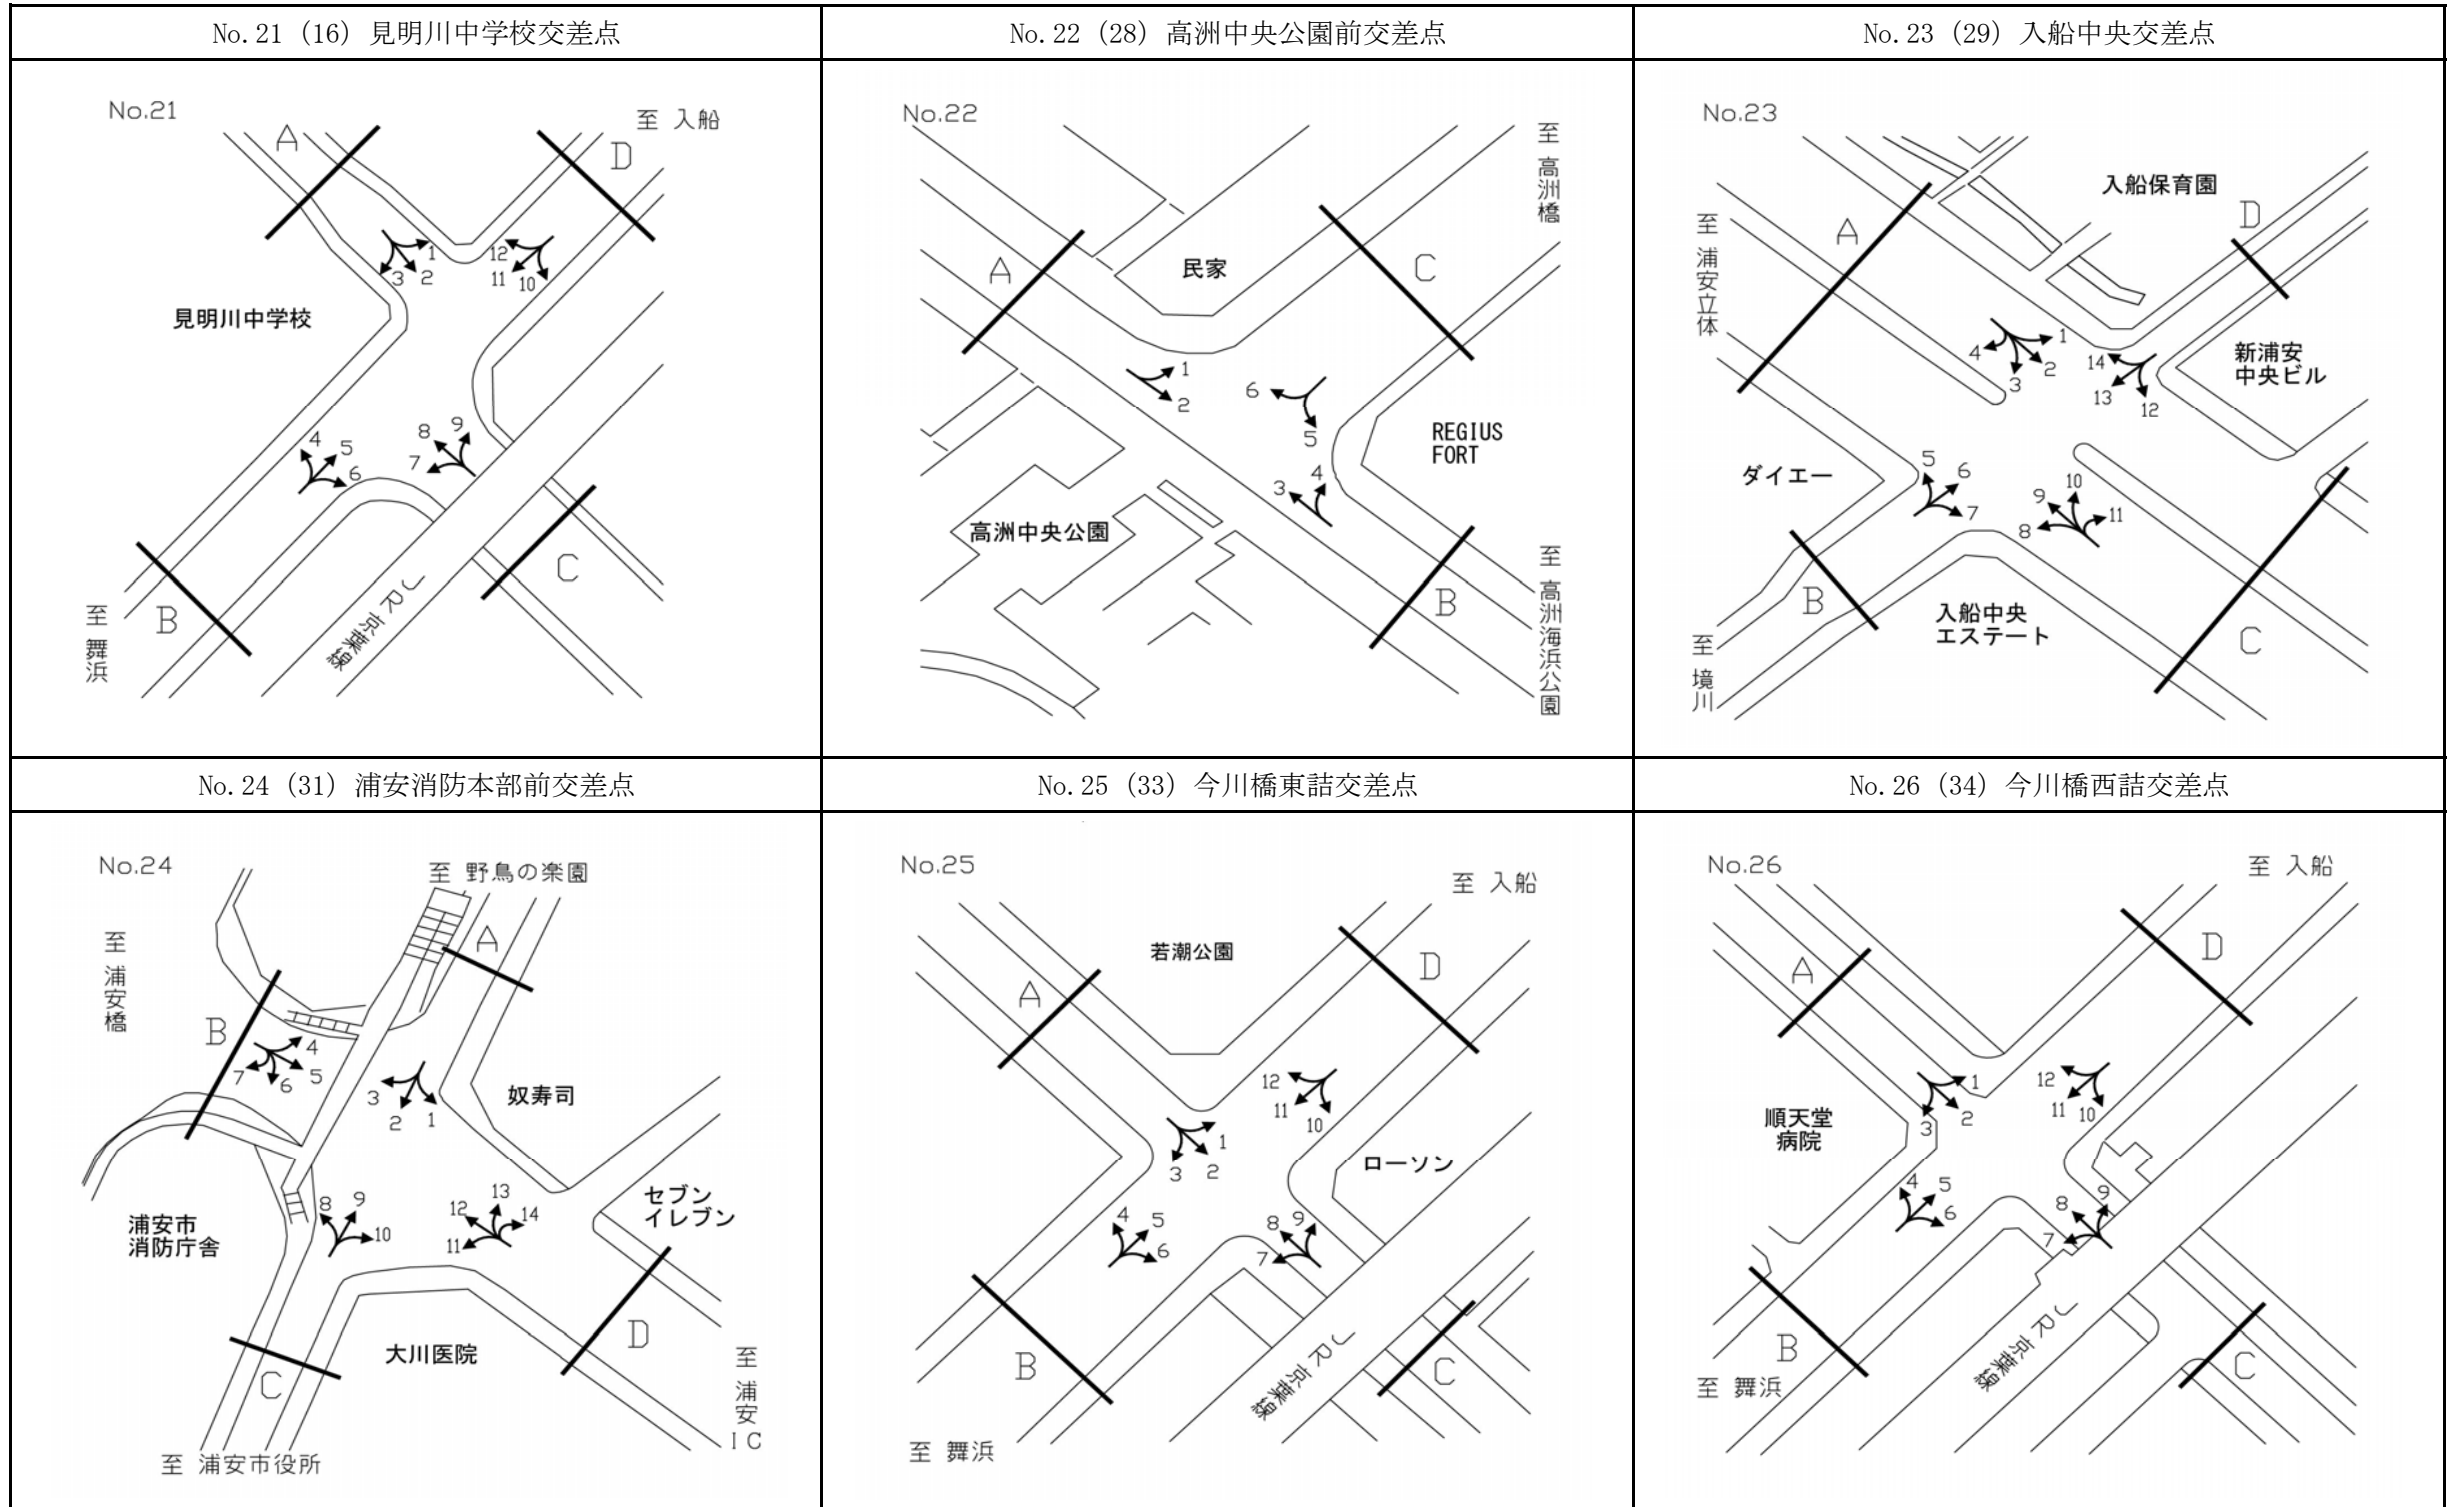 No.21 (16) 見明川中学校交差点
No.22 (28) 高洲中央公園前交差点
No.23 (29) 入船中央交差点
No.21
至 入船
A
D
1
2
3
12
11
10
見明川中学校
4
5
6
8
9
7
B
C
至 舞浜
JR京葉線
No.22
至 高洲橋
A
C
民家
1
2
6
5
3
4
REGIUS
FORT
高洲中央公園
B
至 高洲海浜公園
No.23
入船保育園
至 浦安立体
A
D
1
2
3
4
14
13
12
新浦安
中央ビル
ダイエー
5
6
7
8
9
10
11
B
入船中央
エステート
C
至 境川
No.24 (31) 浦安消防本部前交差点
No.25 (33) 今川橋東詰交差点
No.26 (34) 今川橋西詰交差点
No.24
至 野鳥の楽園
至 浦安橋
A
B
4
5
6
7
3
2
1
奴寿司
セブン
イレブン
浦安市
消防庁舎
8
9
10
12
13
14
11
大川医院
C
D
至 浦安IC
至 浦安市役所
No.25
至 入船
若潮公園
A
D
12
11
10
1
2
3
ローソン
4
5
6
8
9
7
B
C
JR京葉線
至 舞浜
No.26
至 入船
A
D
1
2
3
12
11
10
順天堂
病院
4
5
6
8
9
7
B
C
JR京葉線
至 舞浜